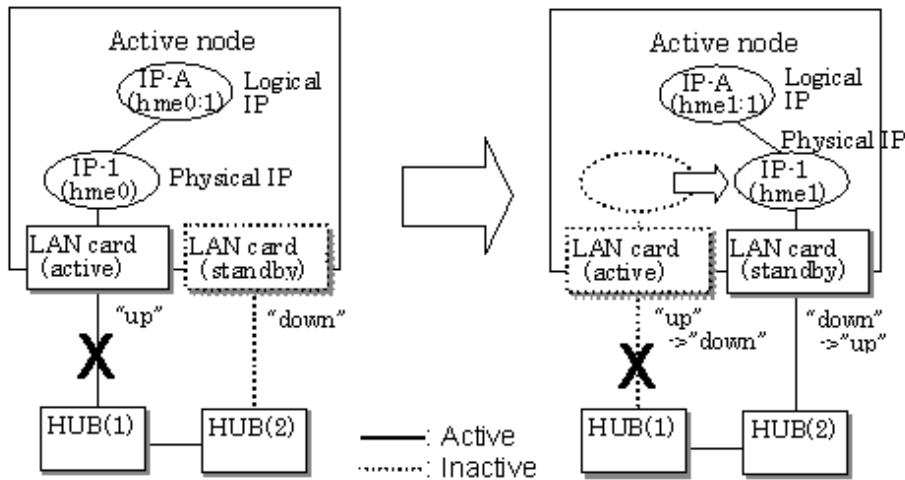 Active node
IP-A
(hme0:1)
Logical
IP
IP-1
(hme0)
Physical IP
LAN card
(active)
LAN card
(standby)
“up”
“down”
X
HUB(1)
HUB(2)
Active node
IP-A
(hme1:1)
Logical
IP
Physical IP
IP-1
(hme1)
LAN card
(active)
LAN card
(standby)
“up”
->”down”
“down”
->”up”
X
HUB(1)
HUB(2)
: Active
: Inactive